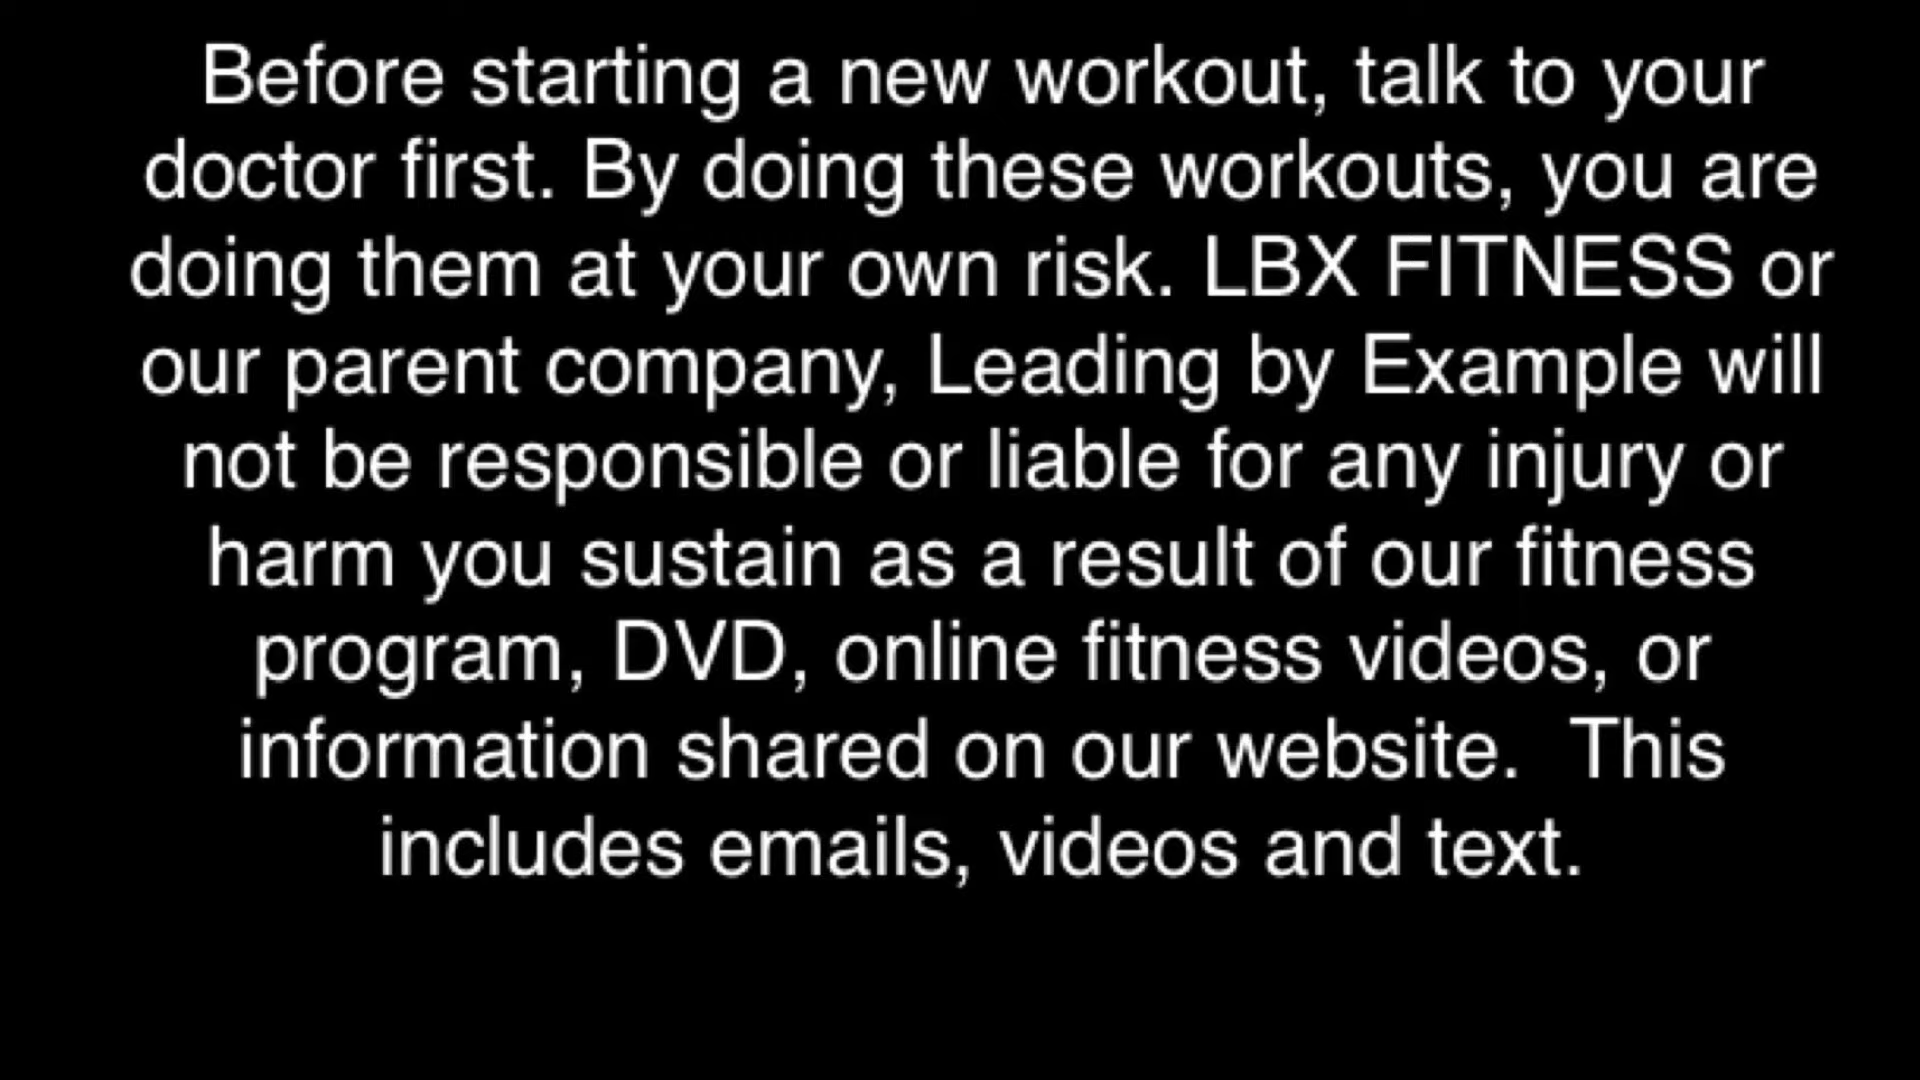 Before starting a new workout, talk to your
doctor first. By doing these workouts, you are
doing them at your own risk. LBX FITNESS or
our parent company, Leading by Example will
not be responsible or liable for any injury or
harm you sustain as a result of our fitness
program, DVD, online fitness videos, or
information shared on our website.  This
includes emails, videos and text.